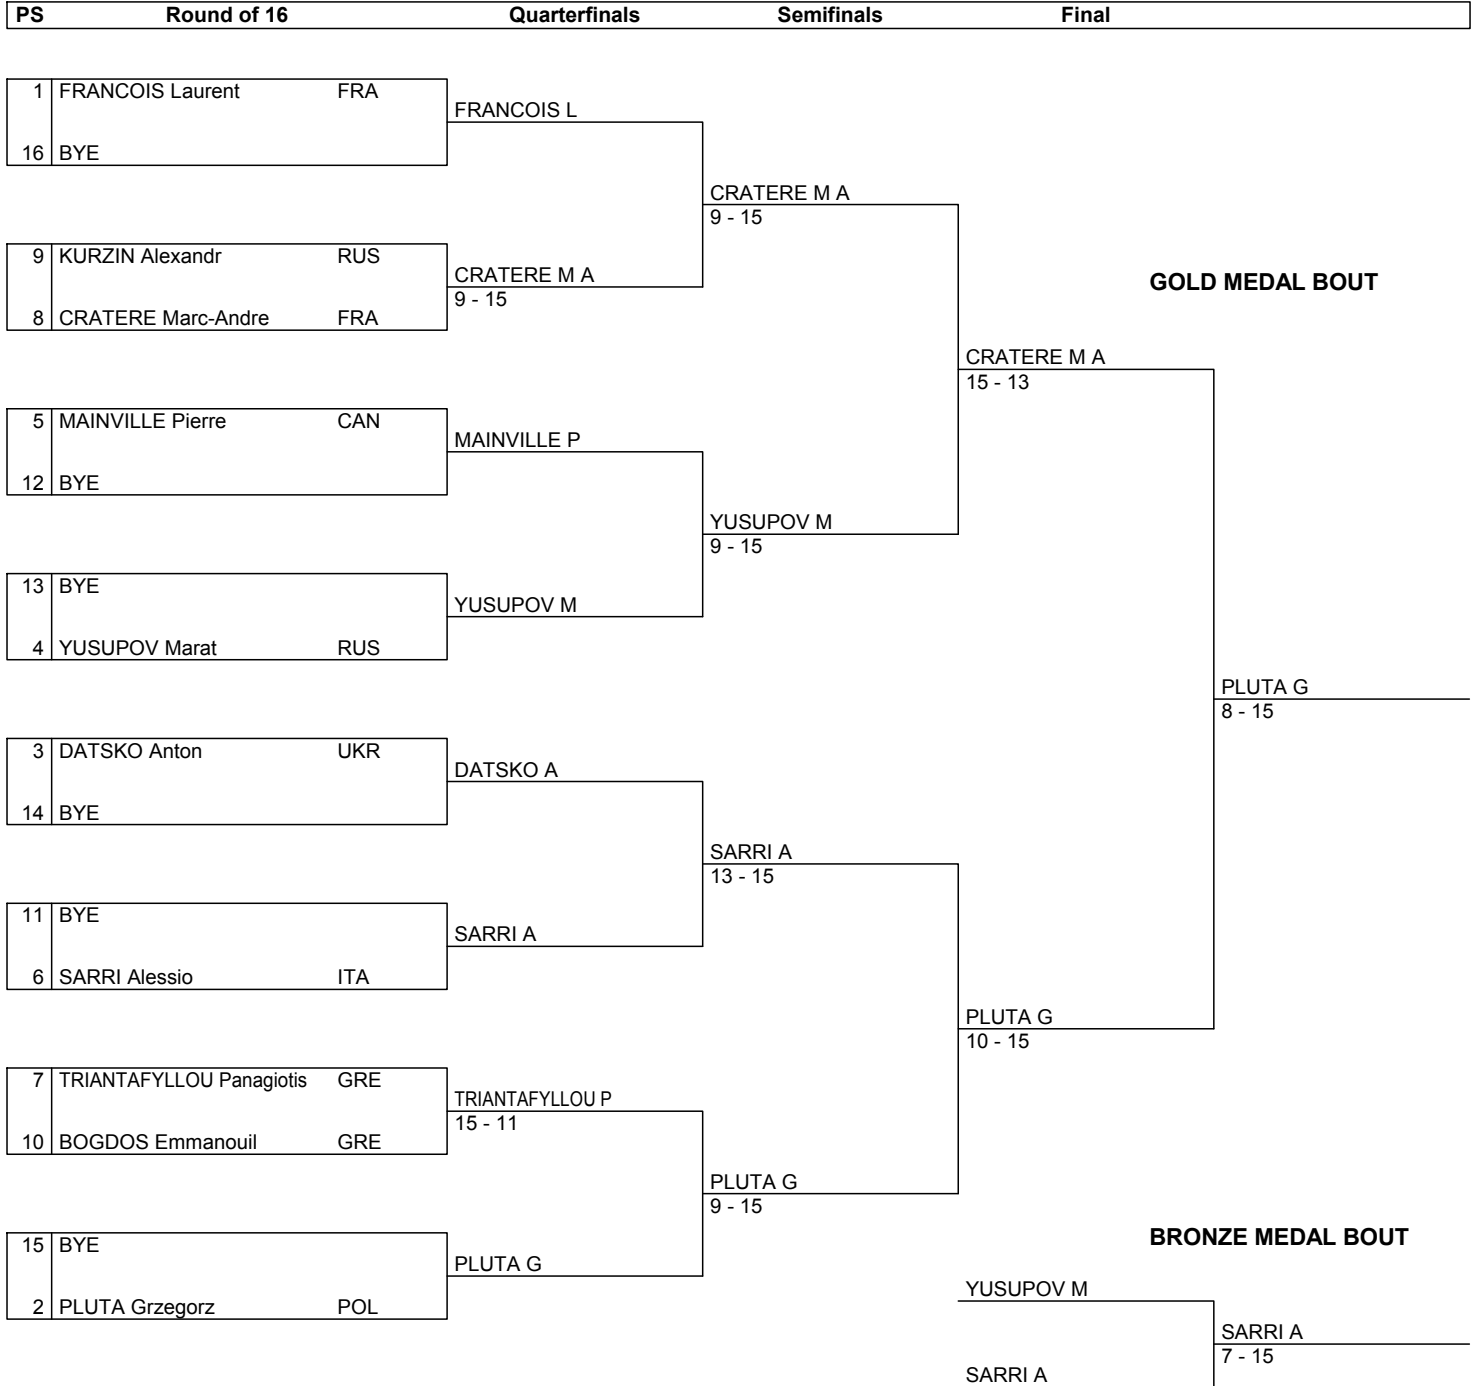 PS Round of 16 Quarterfinals Semifinals Final
1 FRANCOIS Laurent FRA
FRANCOIS L
16 BYE
CRATERE M A
9 - 15
9 KURZIN Alexandr RUS
CRATERE M A
9 - 15
GOLD MEDAL BOUT
8 CRATERE Marc-Andre FRA
CRATERE M A
15 - 13
5 MAINVILLE Pierre CAN
MAINVILLE P
12 BYE
YUSUPOV M
9 - 15
13 BYE
YUSUPOV M
4 YUSUPOV Marat RUS
PLUTA G
8 - 15
3 DATSKO Anton UKR
DATSKO A
14 BYE
SARRI A
13 - 15
11 BYE
SARRI A
6 SARRI Alessio ITA
PLUTA G
10 - 15
7 TRIANTAFYLLOU Panagiotis GRE
TRIANTAFYLLOU P
15 - 11
10 BOGDOS Emmanouil GRE
PLUTA G
9 - 15
BRONZE MEDAL BOUT
15 BYE
PLUTA G
YUSUPOV M
2 PLUTA Grzegorz POL
SARRI A
7 - 15
SARRI A